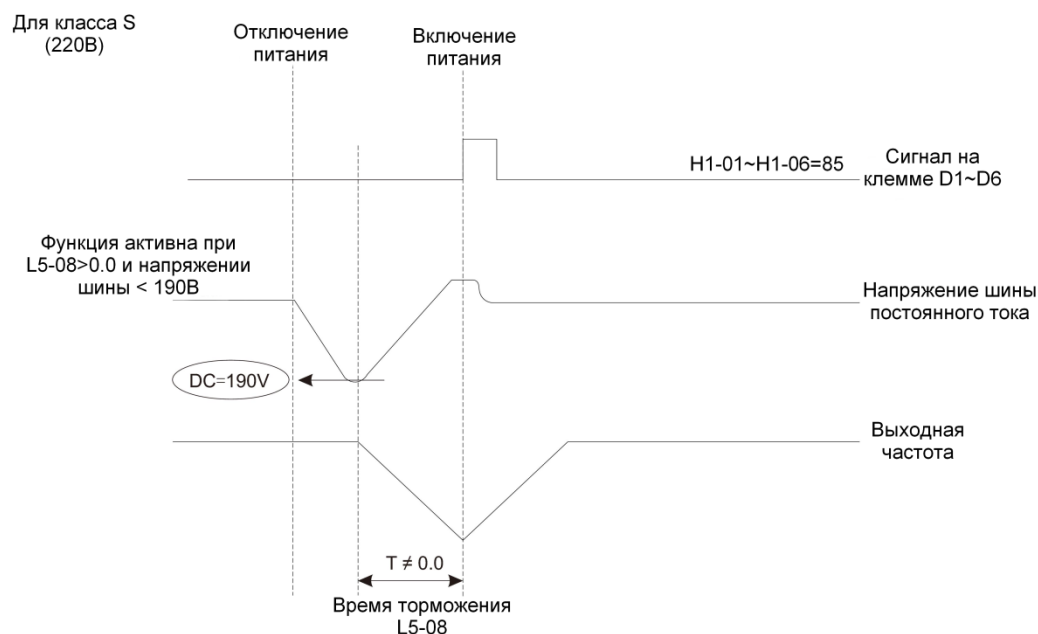 Для класса S
(220В)
Отключение
питания
Включение
питания
H1-01~H1-06=85
Сигнал на
клемме D1~D6
Функция активна при
L5-08>0.0 и напряжении
шины < 190В
Напряжение шины
постоянного тока
DC=190V
Выходная
частота
T ≠ 0.0
Время торможения
L5-08